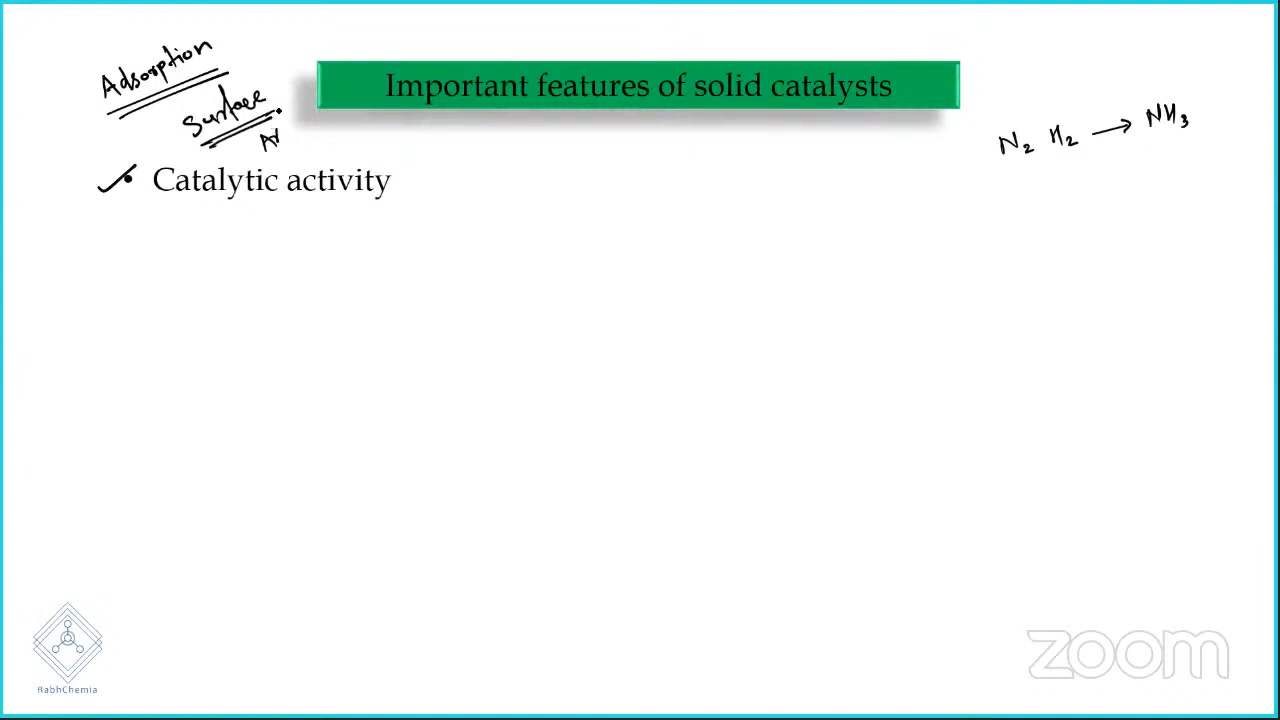 Adsorption
Surface
Important features of solid catalysts
N₂ H₂ → NH₃
• Catalytic activity
RabhChemia
zoom